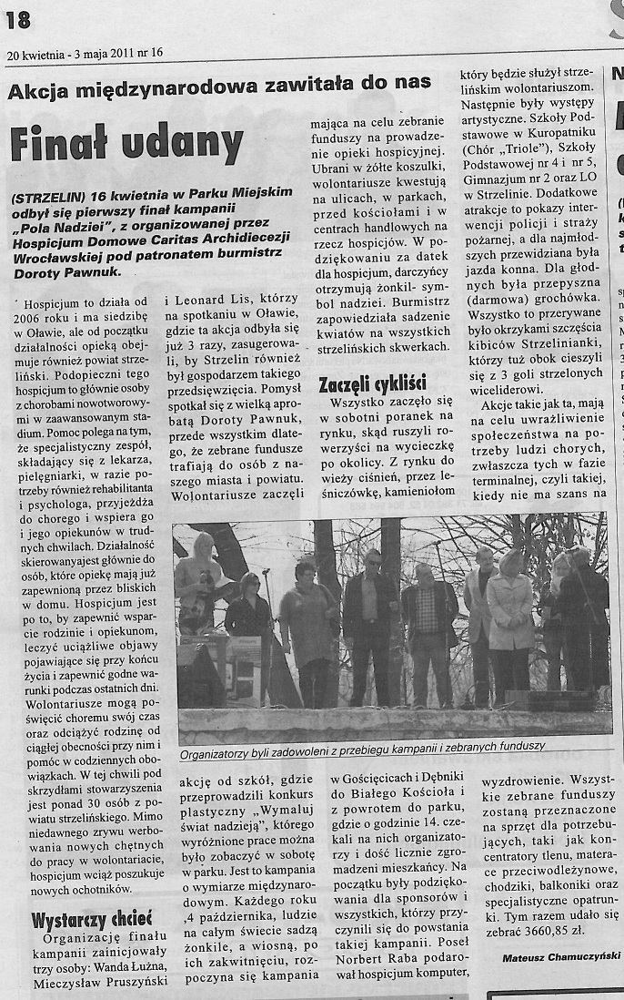 18
20 kwietnia - 3 maja 2011 nr 16
Akcja międzynarodowa zawitała do nas
Finał udany
(STRZELIN) 16 kwietnia w Parku Miejskim
odbył się pierwszy finał kampanii
„Pola Nadziei”, z organizowanej przez
Hospicjum Domowe Caritas Archidiecezji
Wrocławskiej pod patronatem burmistrz
Doroty Pawnuk.
Hospicjum to działa od
2006 roku i ma siedzibę
w Oławie, ale od początku
działalności opieką obej-
muje również powiat strze-
liński. Podopieczni tego
hospicjum to głównie osoby
z chorobami nowotworowy-
mi w zaawansowanym sta-
dium. Pomoc polega na tym,
że specjalistyczny zespół,
składający się z lekarza,
pielęgniarki, w razie po-
trzeby również rehabilitanta
i psychologa, przyjeżdża
do chorego i wspiera go
i jego opiekunów w trud-
nych chwilach. Działalność
skierowanyajest głównie do
osób, które opiekę mają już
zapewnioną przez bliskich
w domu. Hospicjum jest
po to, by zapewnić wspar-
cie rodzinie i opiekunom,
leczyć uciążliwe objawy
pojawiające się przy końcu
życia i zapewnić godne wa-
runki podczas ostatnich dni.
Wolontariusze mogą po-
święcić choremu swój czas
oraz odciążyć rodzinę od
ciągłej obecności przy nim i
pomóc w codziennych obo-
wiązkach. W tej chwili pod
skrzydłami stowarzyszenia
jest ponad 30 osób z po-
wiatu strzelińskiego. Mimo
niedawnego zrywu werbo-
wania nowych chętnych
do pracy w wolontariacie,
hospicjum wciąż poszukuje
nowych ochotników.
Wystarczy chcieć
Organizację finału
kampanii zainicjowały
trzy osoby: Wanda Łużna,
Mieczysław Pruszyński
i Leonard Lis, którzy
na spotkaniu w Oławie,
gdzie ta akcja odbyła się
już 3 razy, zasugerowa-
li, by Strzelin również
był gospodarzem takiego
przedsięwzięcia. Pomysł
spotkał się z wielką apro-
batą Doroty Pawnuk,
przede wszystkim dlate-
go, że zebrane fundusze
trafiają do osób z na-
szego miasta i powiatu.
Wolontariusze zaczęli
akcję od szkół, gdzie
przeprowadzili konkurs
plastyczny „Wymaluj
świat nadzieją”, którego
wyróżnione prace można
było zobaczyć w sobotę
w parku. Jest to kampania
o wymiarze międzynaro-
dowym. Każdego roku
,4 października, ludzie
na całym świecie sadzą
żonkile, a wiosną, po
ich zakwitnięciu, roz-
poczyna się kampania
mająca na celu zebranie
funduszy na prowadze-
nie opieki hospicyjnej.
Ubrani w żółte koszulki,
wolontariusze kwestują
na ulicach, w parkach,
przed kościołami i w
centrach handlowych na
rzecz hospicjów. W po-
dziękowaniu za datek
dla hospicjum, darczyńcy
otrzymują żonkil- sym-
bol nadziei. Burmistrz
zapowiedziała sadzenie
kwiatów na wszystkich
strzelińskich skwerkach.
Zaczęli cykliści
Wszystko zaczęło się
w sobotni poranek na
rynku, skąd ruszyli ro-
werzyści na wycieczkę
po okolicy. Z rynku do
wieży ciśnień, przez le-
śniczówkę, kamieniołom
w Gościęcicach i Dębniki
do Białego Kościoła i
z powrotem do parku,
gdzie o godzinie 14. cze-
kali na nich organizato-
rzy i dość licznie zgro-
madzeni mieszkańcy. Na
początku były podzięko-
wania dla sponsorów i
wszystkich, którzy przy-
czynili się do powstania
takiej kampanii. Poseł
Norbert Raba podaro-
wał hospicjum komputer,
który będzie służył strze-
lińskim wolontariuszom.
Następnie były występy
artystyczne. Szkoły Pod-
stawowe w Kuropatniku
(Chór „Triole”), Szkoły
Podstawowej nr 4 i nr 5,
Gimnazjum nr 2 oraz LO
w Strzelinie. Dodatkowe
atrakcje to pokazy inter-
wencji policji i straży
pożarnej, a dla najmłod-
szych przewidziana była
jazda konna. Dla głod-
nych była przepyszna
(darmowa) grochówka.
Wszystko to przerywane
było okrzykami szczęścia
kibiców Strzelinianki,
którzy tuż obok cieszyli
się z 3 goli strzelonych
wiceliderowi.
Akcje takie jak ta, mają
na celu uwrażliwienie
społeczeństwa na po-
trzeby ludzi chorych,
zwłaszcza tych w fazie
terminalnej, czyli takiej,
kiedy nie ma szans na
wyzdrowienie. Wszyst-
kie zebrane funduszy
zostaną przeznaczone
na sprzęt dla potrzebu-
jących, taki jak kon-
centratory tlenu, matera-
ce przeciwodleżynowe,
chodziki, balkoniki oraz
specjalistyczne opatrun-
ki. Tym razem udało się
zebrać 3660,85 zł.
Mateusz Chamuczyński
Organizatorzy byli zadowoleni z przebiegu kampanii i zebranych funduszy